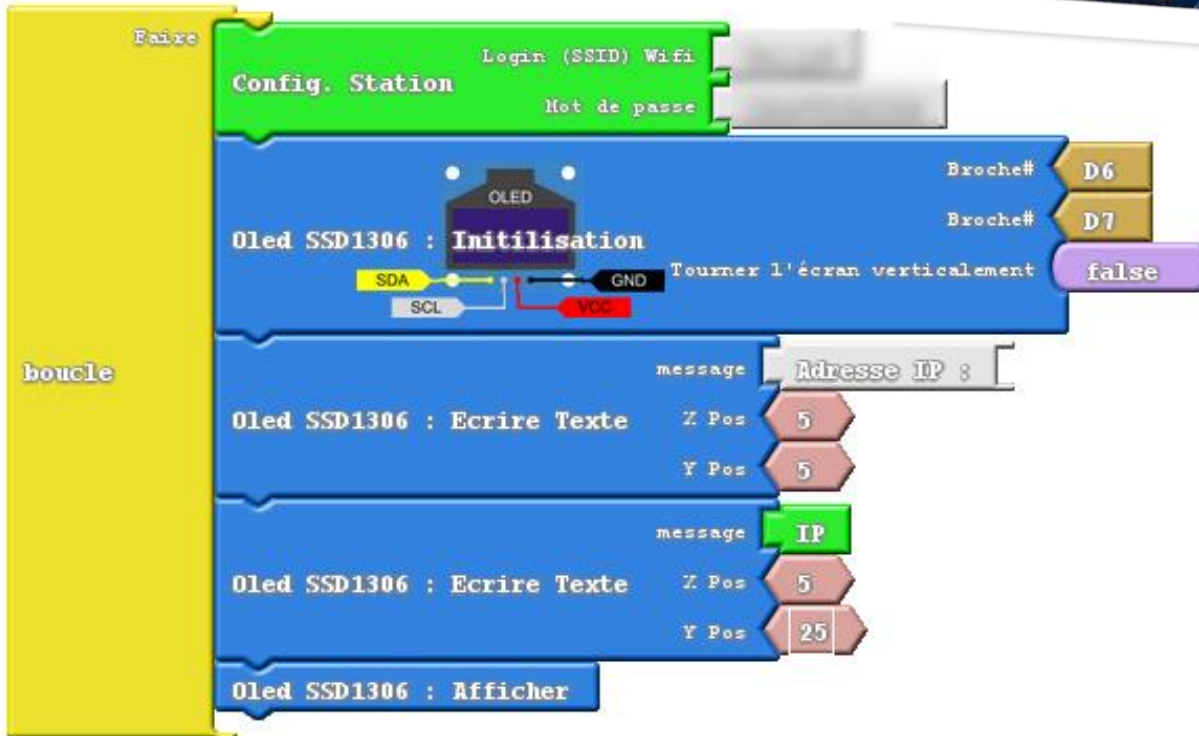 Faire
Login (SSID) Wifi
Config. Station
Mot de passe
Broche# D6
OLED
Broche# D7
Oled SSD1306 : Initilisation
Tourner l'écran verticalement false
SDA GND
SCL VCC
boucle
message Adresse IP :
Oled SSD1306 : Ecrire Texte X Pos 5
Y Pos 5
message IP
Oled SSD1306 : Ecrire Texte X Pos 5
Y Pos 25
Oled SSD1306 : Afficher